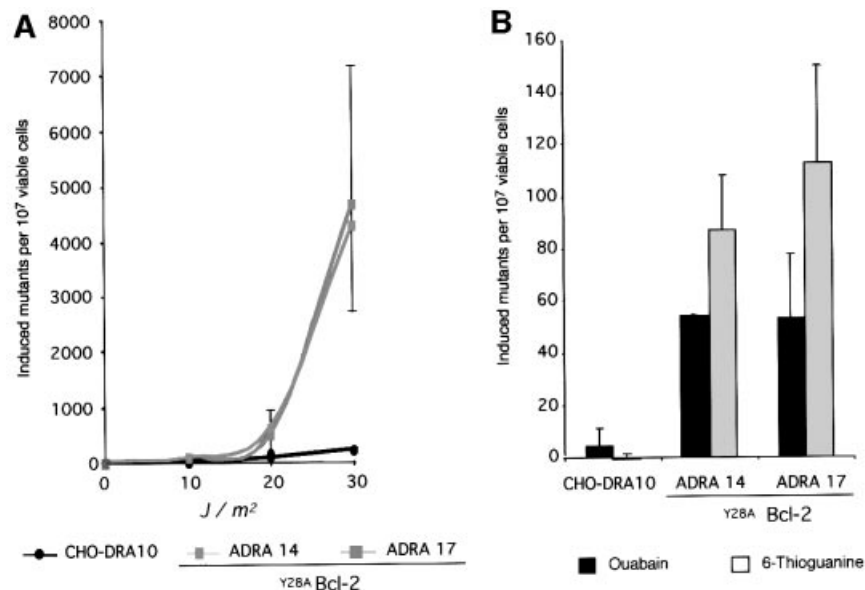 A
Induced mutants per 10⁷ viable cells
8000
7000
6000
5000
4000
3000
2000
1000
0
0 10 20 30
J / m²
CHO-DRA10 ADRA 14 ADRA 17
Y28A Bcl-2
B
Induced mutants per 10⁷ viable cells
160
140
120
100
80
60
40
20
0
CHO-DRA10 ADRA 14 ADRA 17
Y28A Bcl-2
Ouabain 6-Thioguanine